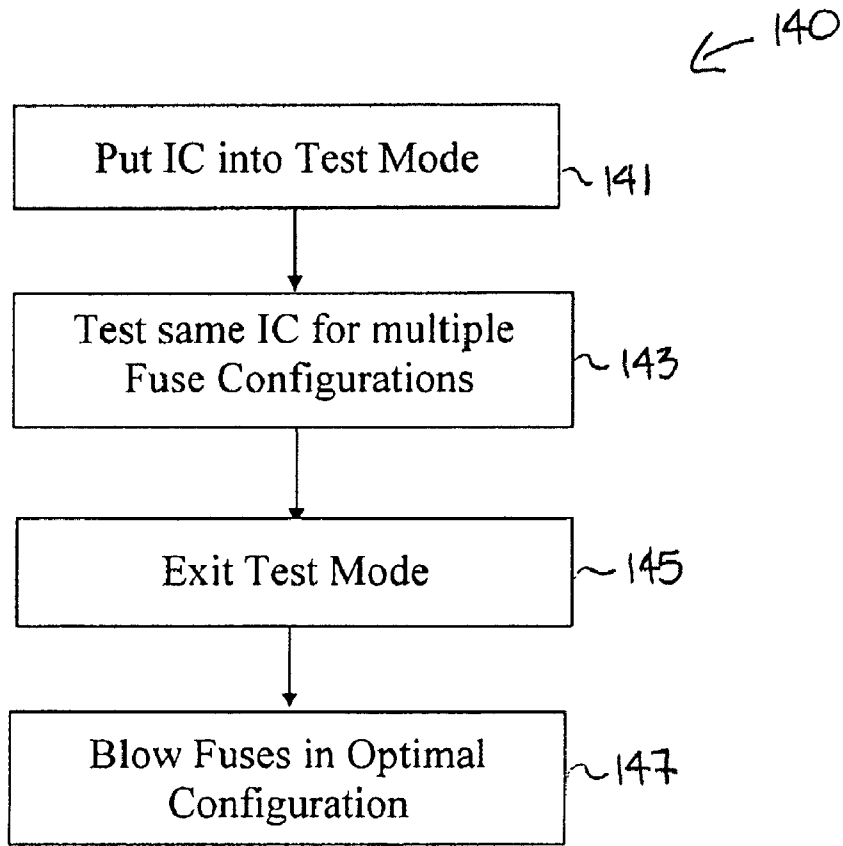 140
Put IC into Test Mode
141
Test same IC for multiple
Fuse Configurations
143
Exit Test Mode
145
Blow Fuses in Optimal
Configuration
147